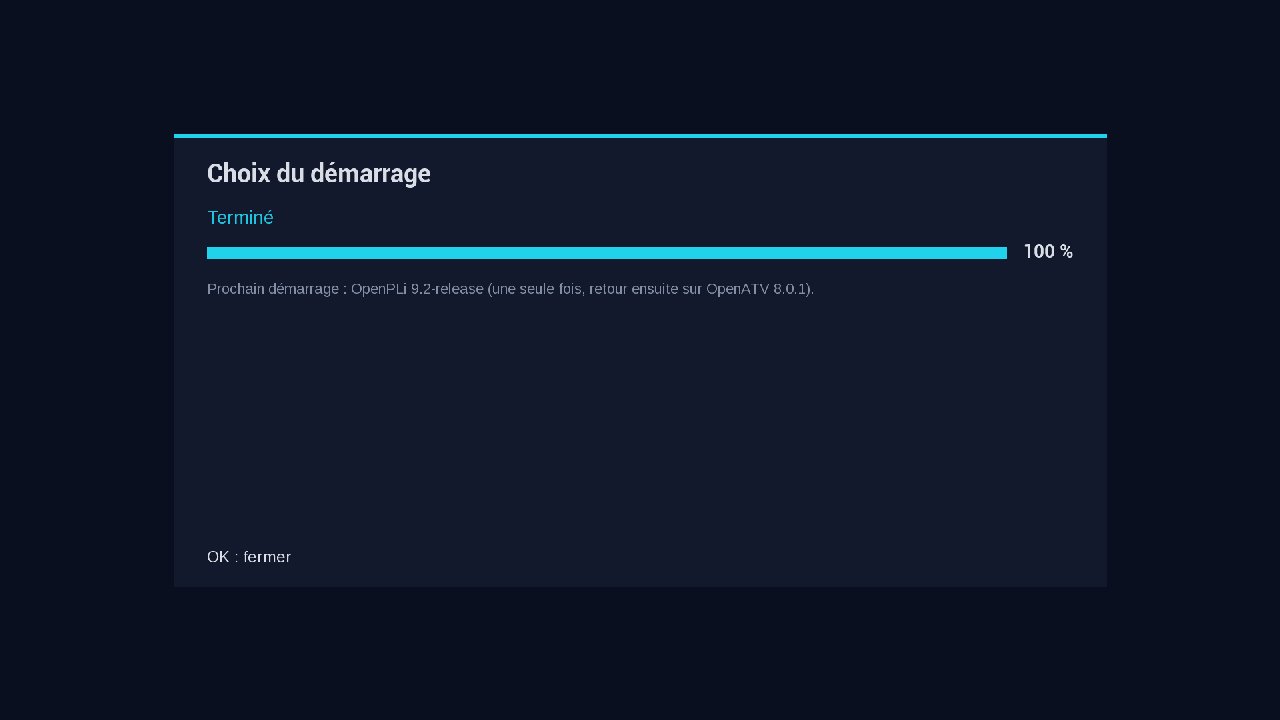 Choix du démarrage
Terminé
100 %
Prochain démarrage : OpenPLi 9.2-release (une seule fois, retour ensuite sur OpenATV 8.0.1).
OK : fermer